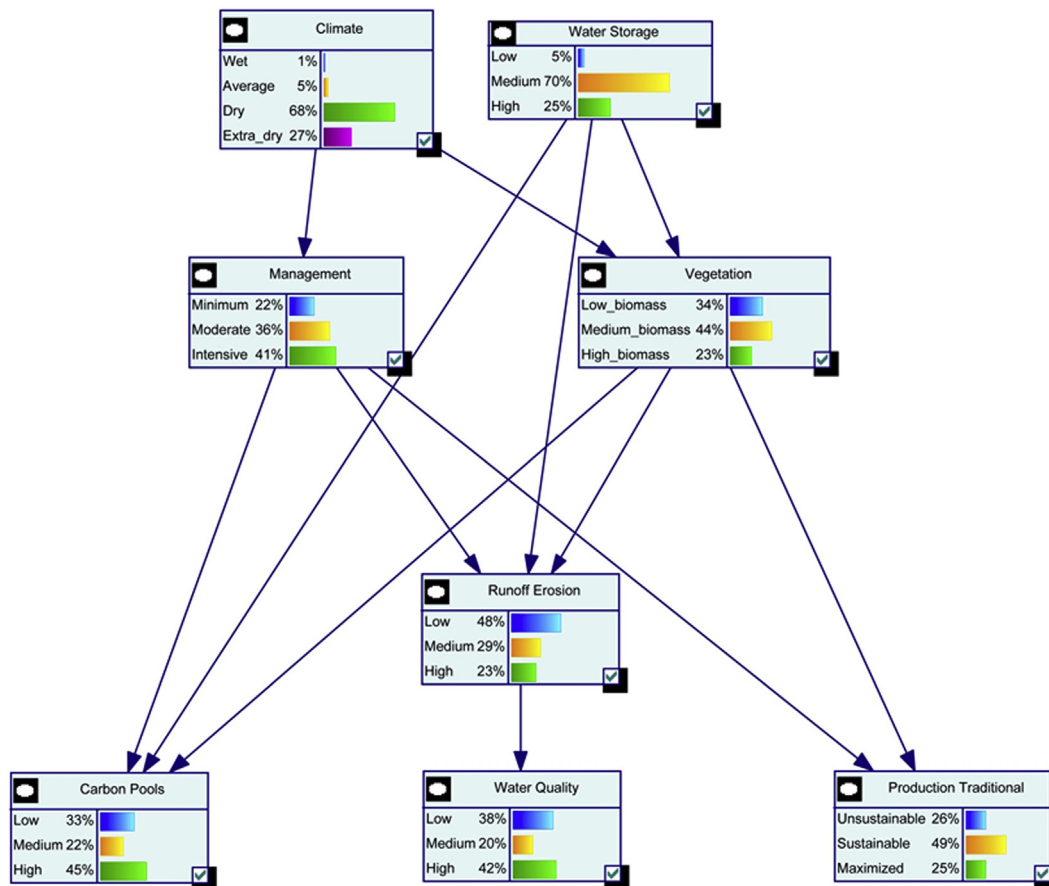 Climate
Wet 1%
Average 5%
Dry 68%
Extra_dry 27%
Water Storage
Low 5%
Medium 70%
High 25%
Management
Minimum 22%
Moderate 36%
Intensive 41%
Vegetation
Low_biomass 34%
Medium_biomass 44%
High_biomass 23%
Runoff Erosion
Low 48%
Medium 29%
High 23%
Carbon Pools
Low 33%
Medium 22%
High 45%
Water Quality
Low 38%
Medium 20%
High 42%
Production Traditional
Unsustainable 26%
Sustainable 49%
Maximized 25%